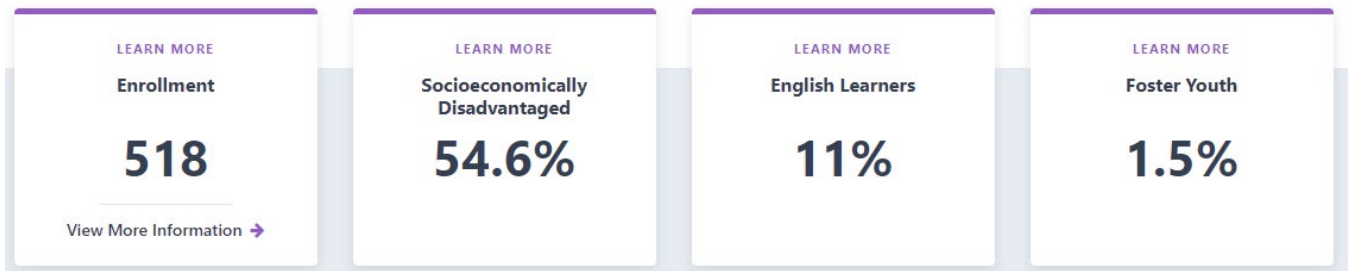 LEARN MORE
Enrollment
518
View More Information
LEARN MORE
Socioeconomically
Disadvantaged
54.6%
LEARN MORE
English Learners
11%
LEARN MORE
Foster Youth
1.5%